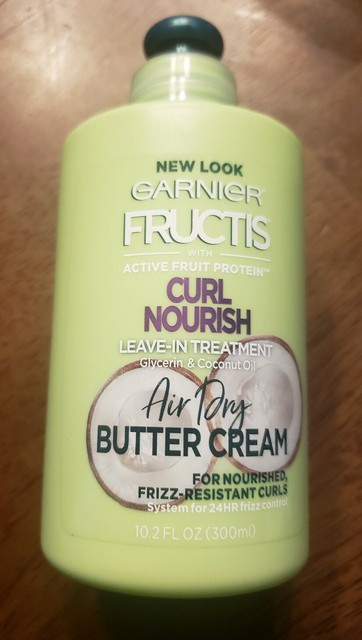 NEW LOOK
GARNIER
FRUCTIS
WITH
ACTIVE FRUIT PROTEIN™
CURL
NOURISH
LEAVE-IN TREATMENT
Glycerin & Coconut Oil
Air Dry
BUTTER CREAM
FOR NOURISHED,
FRIZZ-RESISTANT CURLS
System for 24HR frizz control
10.2 FL OZ (300ml)